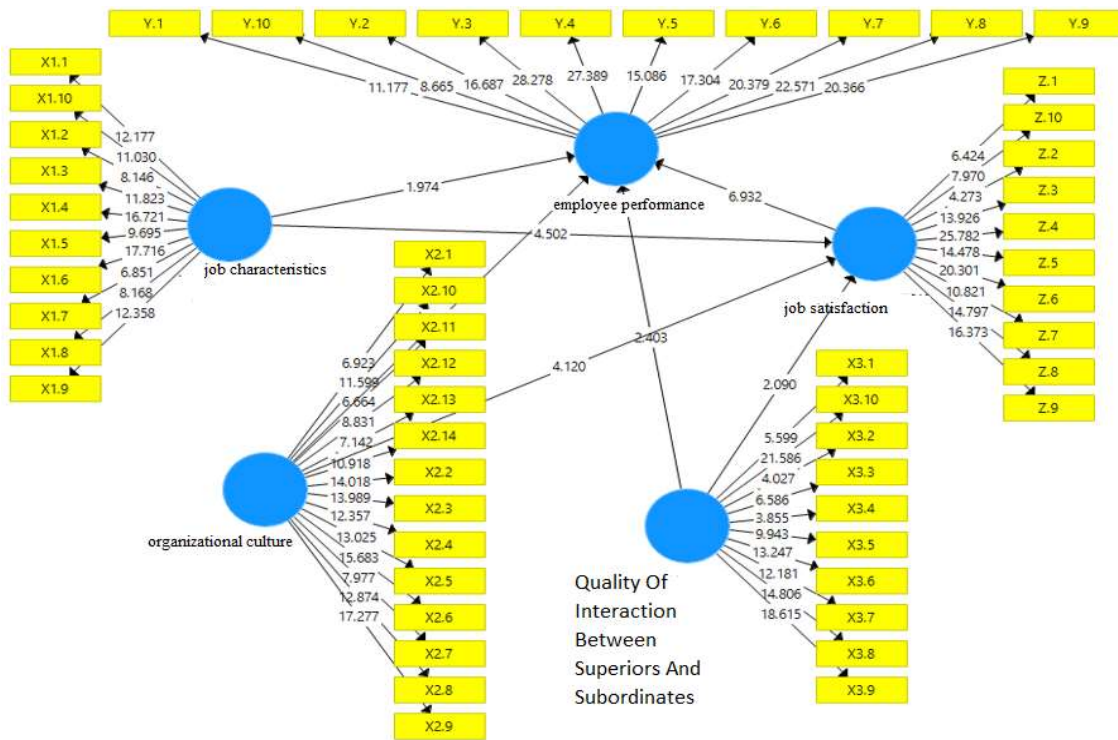 Y.1
Y.10
Y.2
Y.3
Y.4
Y.5
Y.6
Y.7
Y.8
Y.9
11.177
8.665
16.687
28.278
27.389
15.086
17.304
20.379
22.571
20.366
employee performance
X1.1
X1.10
X1.2
X1.3
X1.4
X1.5
X1.6
X1.7
X1.8
X1.9
12.177
11.030
8.146
11.823
16.721
9.695
17.716
6.851
8.168
12.358
job characteristics
1.974
6.932
4.502
4.120
2.403
2.090
Z.1
Z.10
Z.2
Z.3
Z.4
Z.5
Z.6
Z.7
Z.8
Z.9
6.424
7.970
4.273
13.926
25.782
14.478
20.301
10.821
14.797
16.373
job satisfaction
X2.1
X2.10
X2.11
X2.12
X2.13
X2.14
X2.2
X2.3
X2.4
X2.5
X2.6
X2.7
X2.8
X2.9
6.923
11.599
6.664
8.831
7.142
10.918
14.018
13.989
12.357
13.025
15.683
7.977
12.874
17.277
organizational culture
X3.1
X3.10
X3.2
X3.3
X3.4
X3.5
X3.6
X3.7
X3.8
X3.9
5.599
21.586
4.027
6.586
3.855
9.943
13.247
12.181
14.806
18.615
Quality Of
Interaction
Between
Superiors And
Subordinates